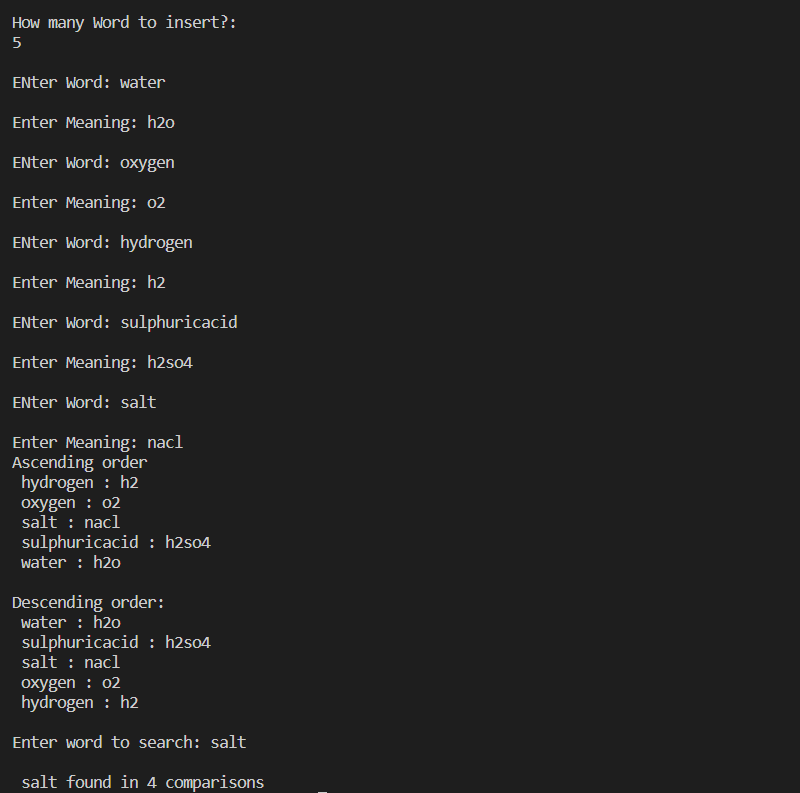 How many Word to insert?:
5
ENter Word: water
Enter Meaning: h2o
ENter Word: oxygen
Enter Meaning: o2
ENter Word: hydrogen
Enter Meaning: h2
ENter Word: sulphuricacid
Enter Meaning: h2so4
ENter Word: salt
Enter Meaning: nacl
Ascending order
hydrogen : h2
oxygen : o2
salt : nacl
sulphuricacid : h2so4
water : h2o
Descending order:
water : h2o
sulphuricacid : h2so4
salt : nacl
oxygen : o2
hydrogen : h2
Enter word to search: salt
salt found in 4 comparisons